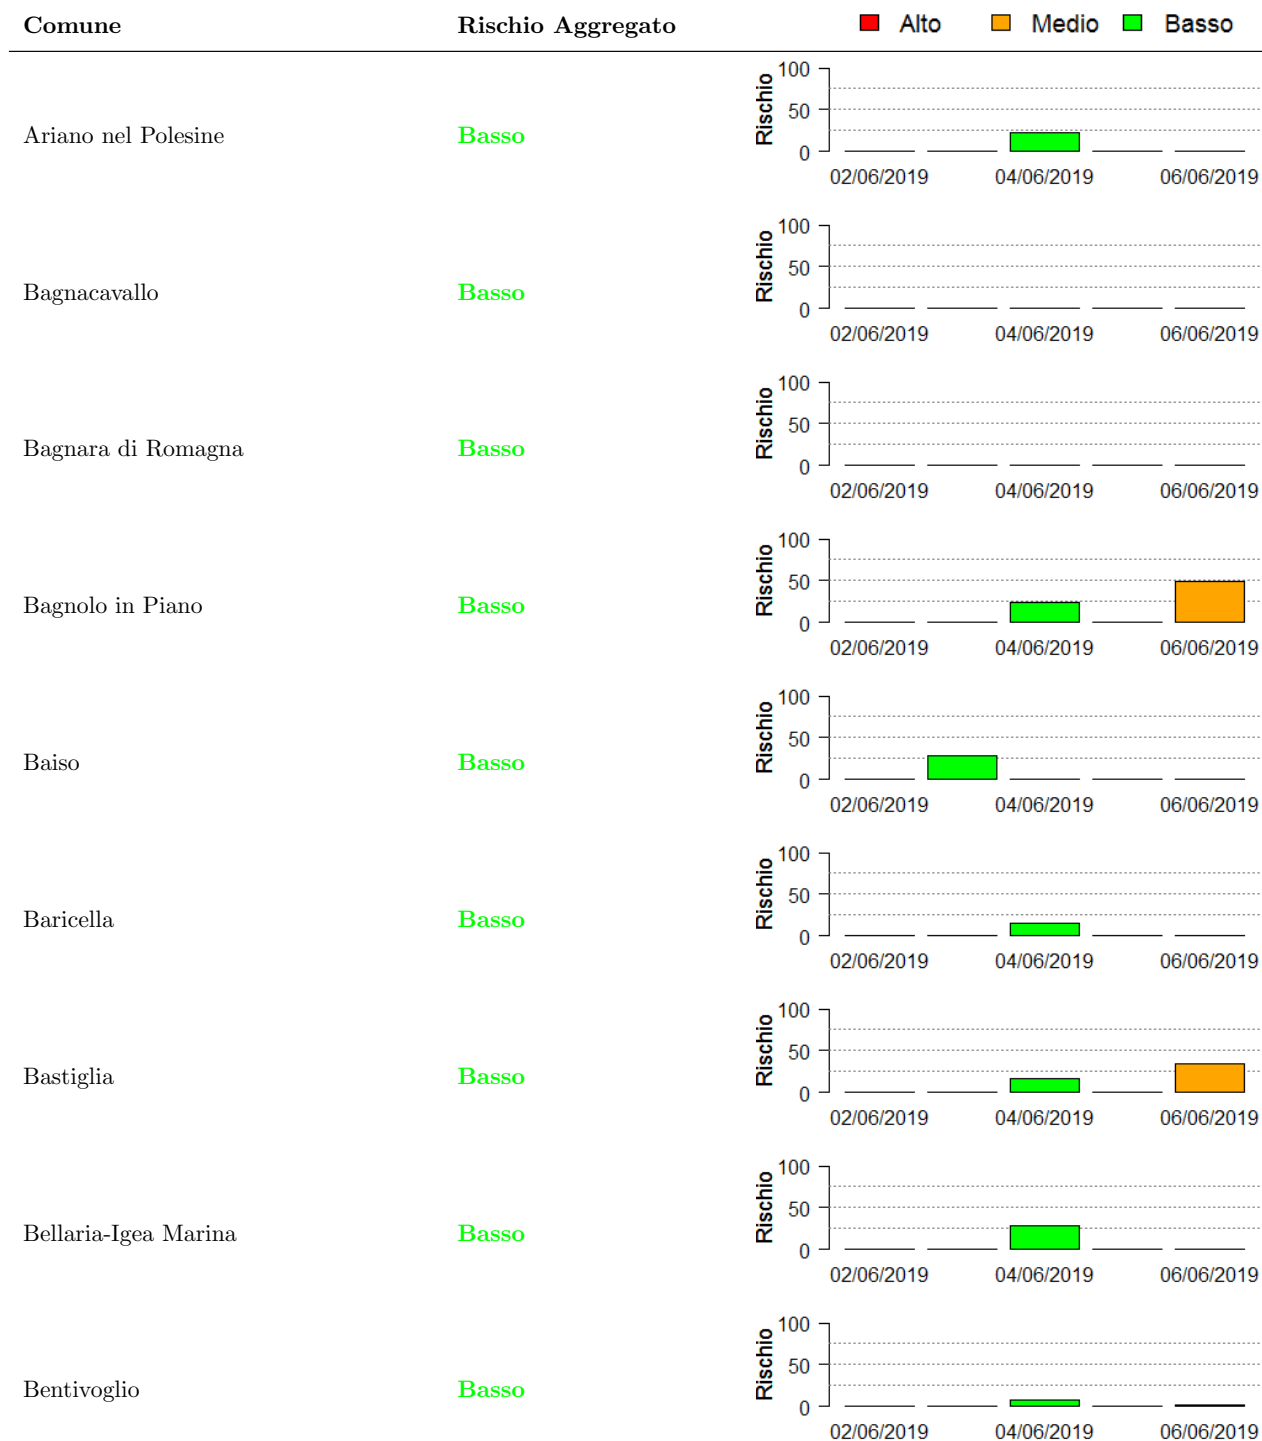 Comune Rischio Aggregato Alto Medio Basso
Ariano nel Polesine Basso
Rischio
100
50
0
02/06/2019 04/06/2019 06/06/2019
Bagnacavallo Basso
Rischio
100
50
0
02/06/2019 04/06/2019 06/06/2019
Bagnara di Romagna Basso
Rischio
100
50
0
02/06/2019 04/06/2019 06/06/2019
Bagnolo in Piano Basso
Rischio
100
50
0
02/06/2019 04/06/2019 06/06/2019
Baiso Basso
Rischio
100
50
0
02/06/2019 04/06/2019 06/06/2019
Baricella Basso
Rischio
100
50
0
02/06/2019 04/06/2019 06/06/2019
Bastiglia Basso
Rischio
100
50
0
02/06/2019 04/06/2019 06/06/2019
Bellaria-Igea Marina Basso
Rischio
100
50
0
02/06/2019 04/06/2019 06/06/2019
Bentivoglio Basso
Rischio
100
50
0
02/06/2019 04/06/2019 06/06/2019